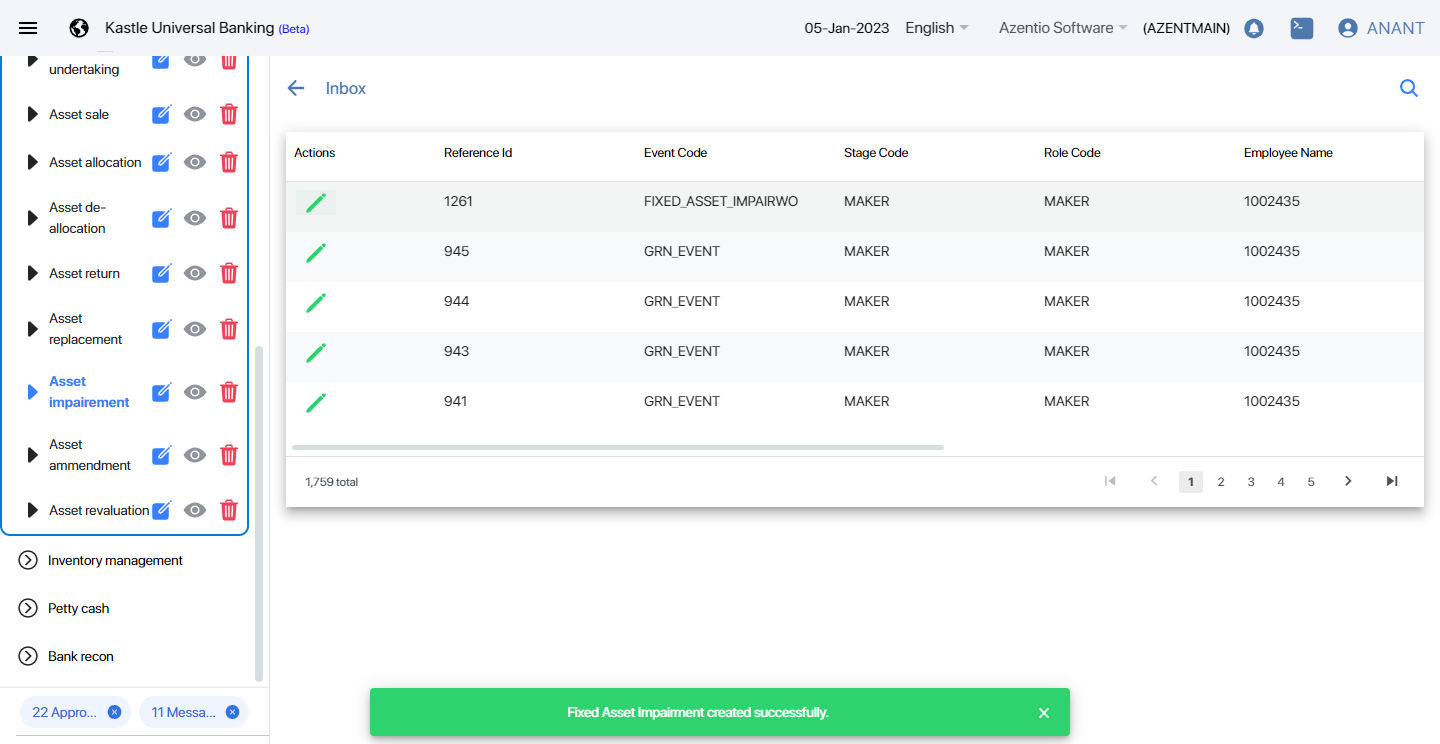 Kastle Universal Banking (Beta)
05-Jan-2023
English
Azentio Software
(AZENTMAIN)
ANANT
undertaking
Asset sale
Asset allocation
Asset de-
allocation
Asset return
Asset
replacement
Asset
impairement
Asset
ammendment
Asset revaluation
Inventory management
Petty cash
Bank recon
22 Appro...
11 Messa...
Inbox
Actions Reference Id Event Code Stage Code Role Code Employee Name
1261 FIXED_ASSET_IMPAIRWO MAKER MAKER 1002435
945 GRN_EVENT MAKER MAKER 1002435
944 GRN_EVENT MAKER MAKER 1002435
943 GRN_EVENT MAKER MAKER 1002435
941 GRN_EVENT MAKER MAKER 1002435
1,759 total
1 2 3 4 5
Fixed Asset Impairment created successfully.